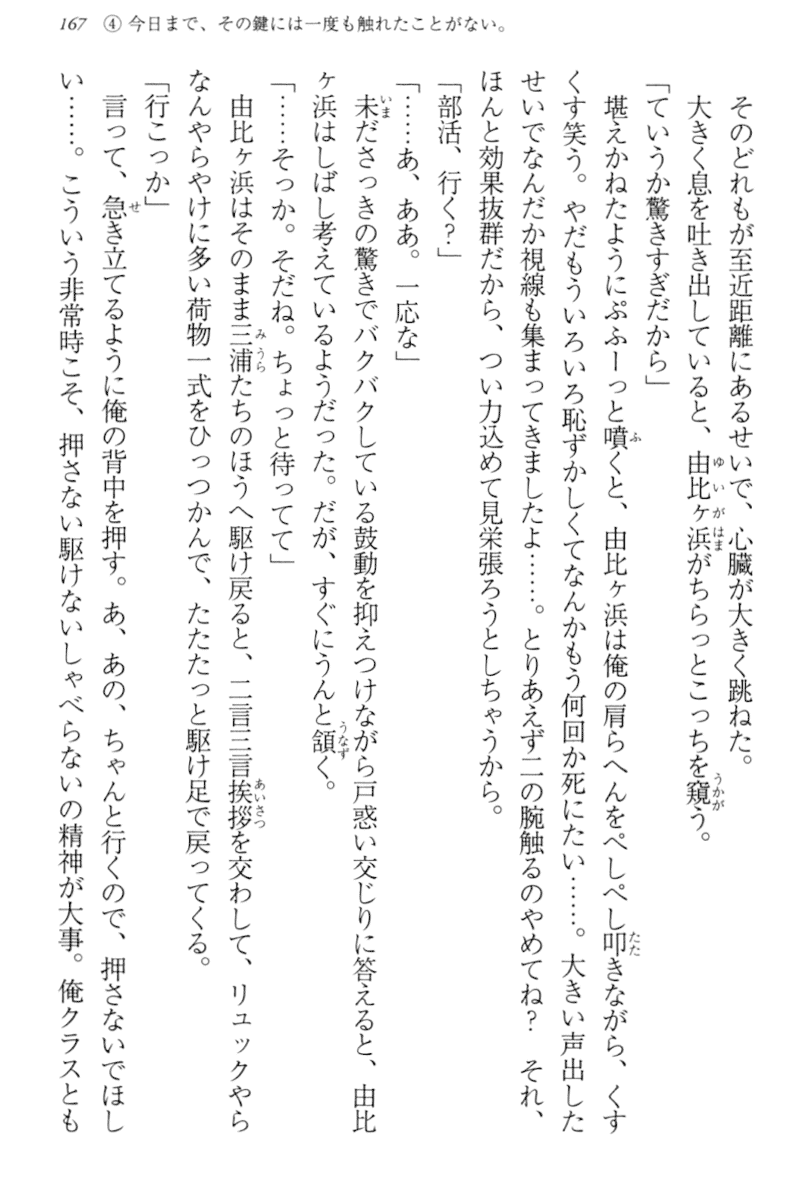 167　④ 今日まで、その鍵には一度も触れたことがない。
　そのどれもが至近距離にあるせいで、心臓が大きく跳ねた。
　大きく息を吐き出していると、由比ヶ浜がちらっとこっちを窺う。
「ていうか驚きすぎだから」
　堪えかねたようにぷふーっと噴くと、由比ヶ浜は俺の肩らへんをぺしぺし叩きながら、くす
くす笑う。やだもういろいろ恥ずかしくてなんかもう何回か死にたい……。大きい声出した
せいでなんだか視線も集まってきましたよ……。とりあえず二の腕触るのやめてね？　それ、
ほんと効果抜群だから、つい力込めて見栄張ろうとしちゃうから。
「部活、行く？」
「……あ、ああ。一応な」
　未ださっきの驚きでバクバクしている鼓動を抑えつけながら戸惑い交じりに答えると、由比
ヶ浜はしばし考えているようだった。だが、すぐにうんと頷く。
「……そっか。そだね。ちょっと待ってて」
　由比ヶ浜はそのまま三浦たちのほうへ駆け戻ると、二言三言挨拶を交わして、リュックやら
なんやらやけに多い荷物一式をひっつかんで、たたたっと駆け足で戻ってくる。
「行こっか」
　言って、急き立てるように俺の背中を押す。あ、あの、ちゃんと行くので、押さないでほし
い……。こういう非常時こそ、押さない駆けないしゃべらないの精神が大事。俺クラスとも